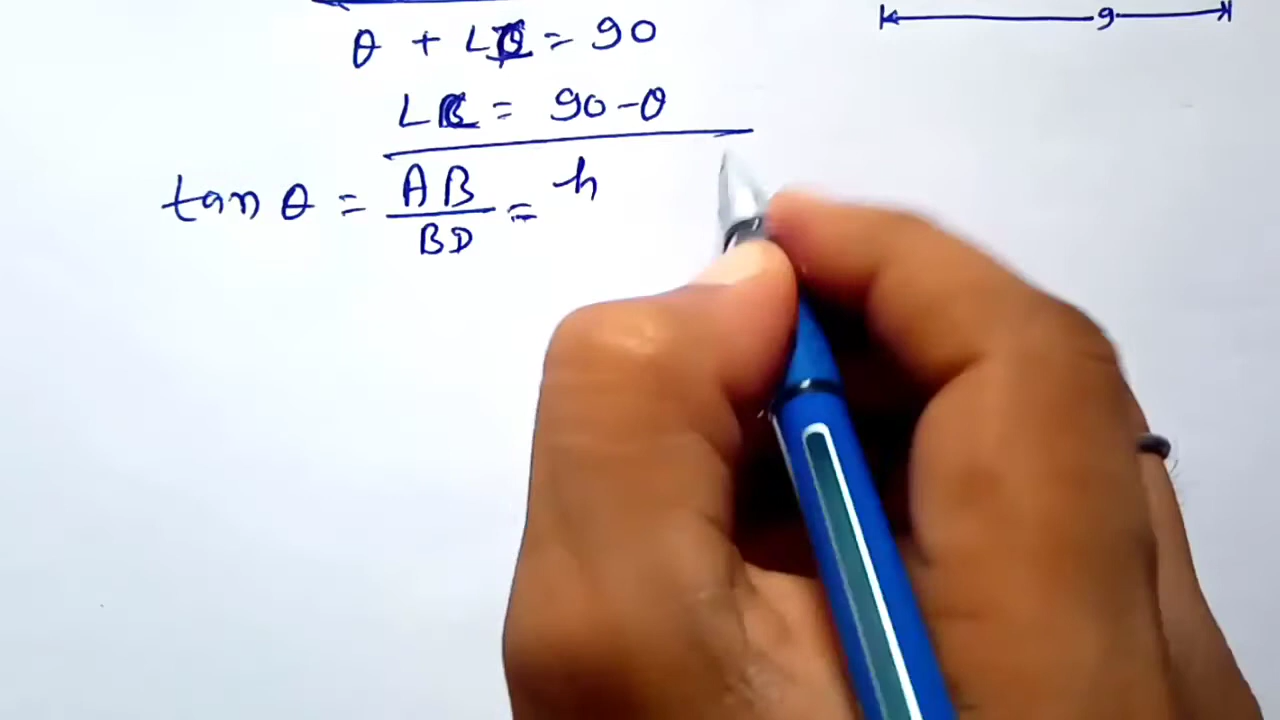 9
θ + ∠ = 90
∠ = 90 - θ
tan θ = AB/BD = h